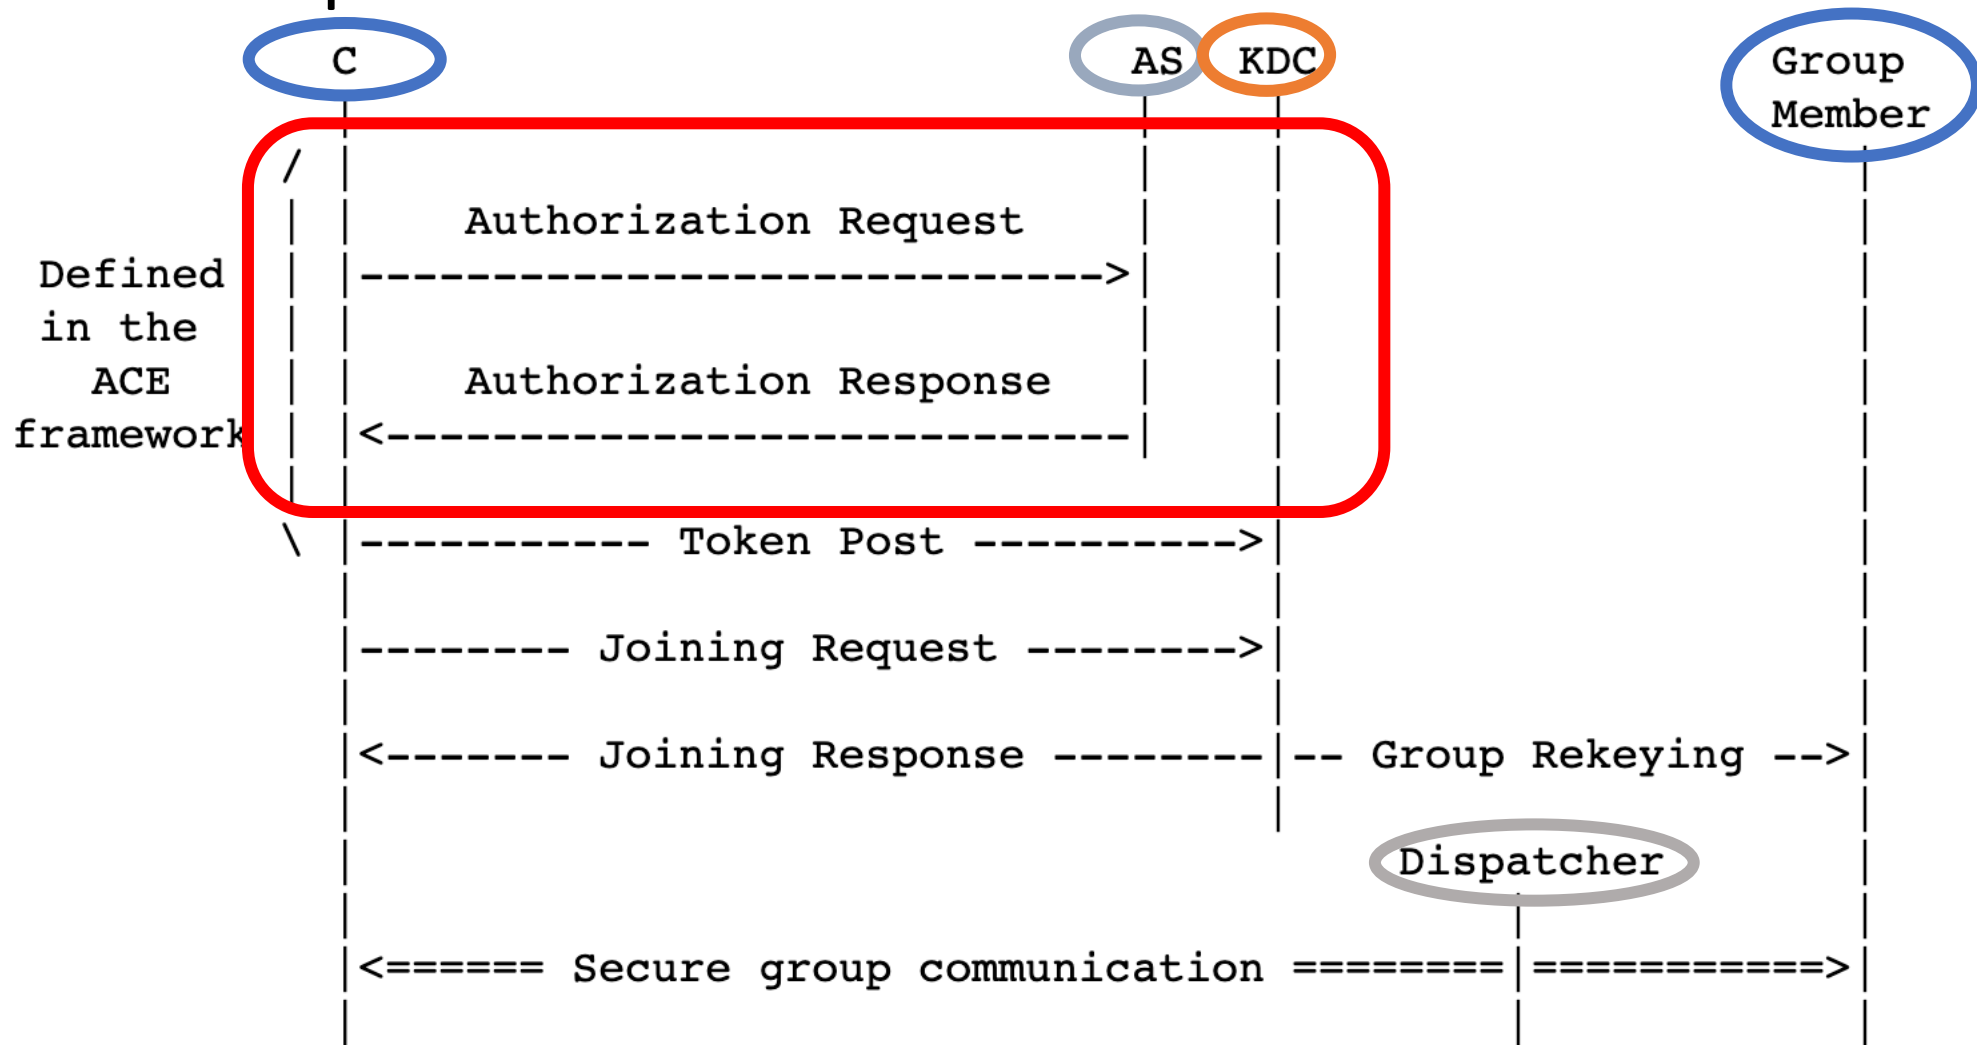 C AS KDC Group
Member
/
Authorization Request
Defined ---------------------------->
in the
ACE Authorization Response
framework <----------------------------
\ ----------- Token Post ---------->
-------- Joining Request -------->
<------- Joining Response -------- -- Group Rekeying -->
Dispatcher
<====== Secure group communication ======== ===========>